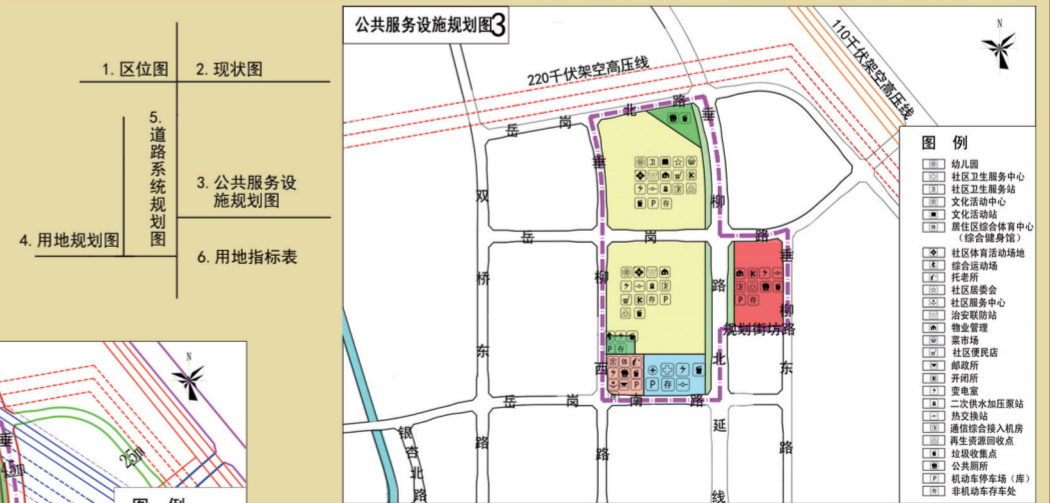 1. 区位图
2. 现状图
5. 道路系统规划图
3. 公共服务设
施规划图
4. 用地规划图
6. 用地指标表
N
垂
45m
25m
图 例
公共服务设施规划图3
220千伏架空高压线
110千伏架空高压线
N
岳岗北路
双桥东路
岳岗路
垂柳西路
垂柳路北延线
垂柳东路
规划街坊路
岳岗南路
银杏北路
图 例
幼儿园
社区卫生服务中心
社区卫生服务站
文化活动中心
文化活动站
居住区综合体育中心
(综合健身馆)
社区体育活动场地
综合运动场
托老所
社区居委会
社区服务中心
治安联防站
物业管理
菜市场
社区便民店
邮政所
开闭所
变电室
二次供水加压泵站
热交换站
通信综合接入机房
再生资源回收点
垃圾收集点
公共厕所
机动车停车场（库）
非机动车存车处